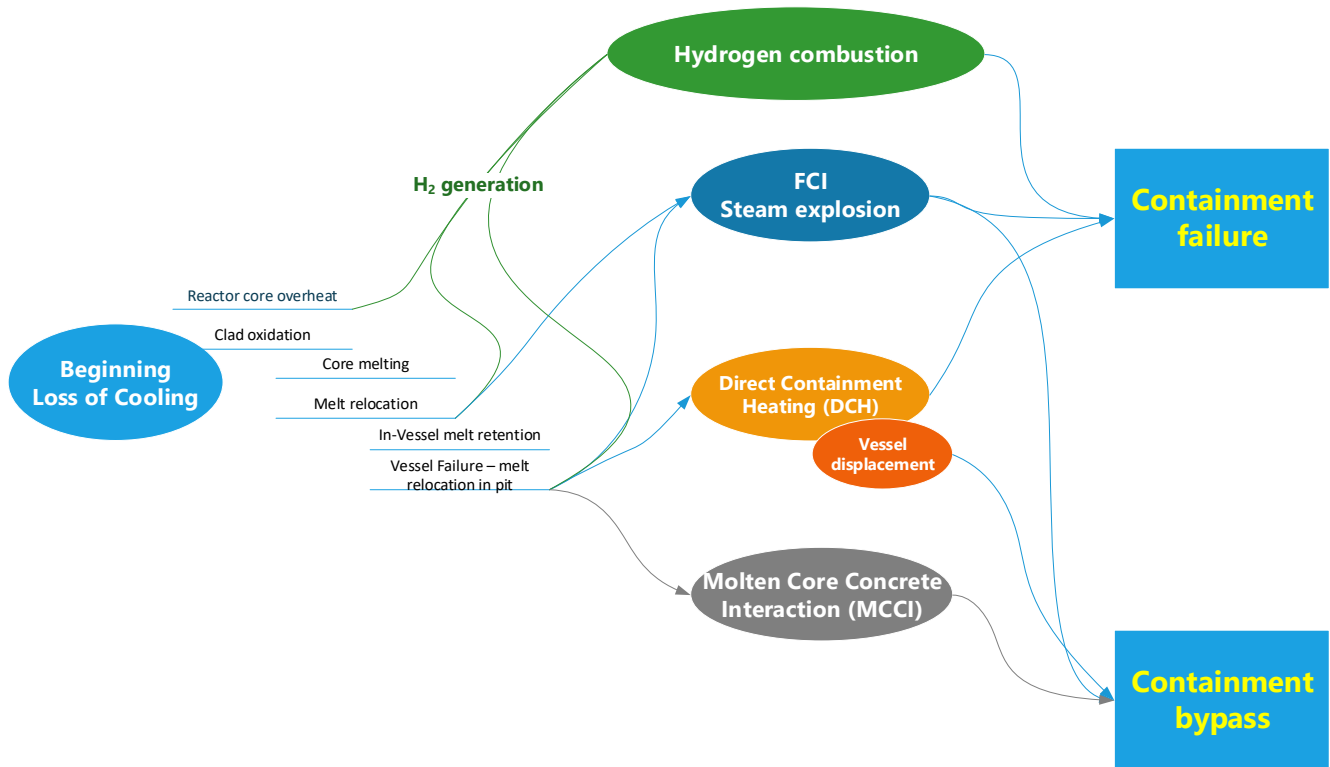 Hydrogen combustion
H₂ generation
FCI
Steam explosion
Containment
failure
Reactor core overheat
Clad oxidation
Beginning
Loss of Cooling
Core melting
Melt relocation
In-Vessel melt retention
Vessel Failure – melt
relocation in pit
Direct Containment
Heating (DCH)
Vessel
displacement
Molten Core Concrete
Interaction (MCCI)
Containment
bypass